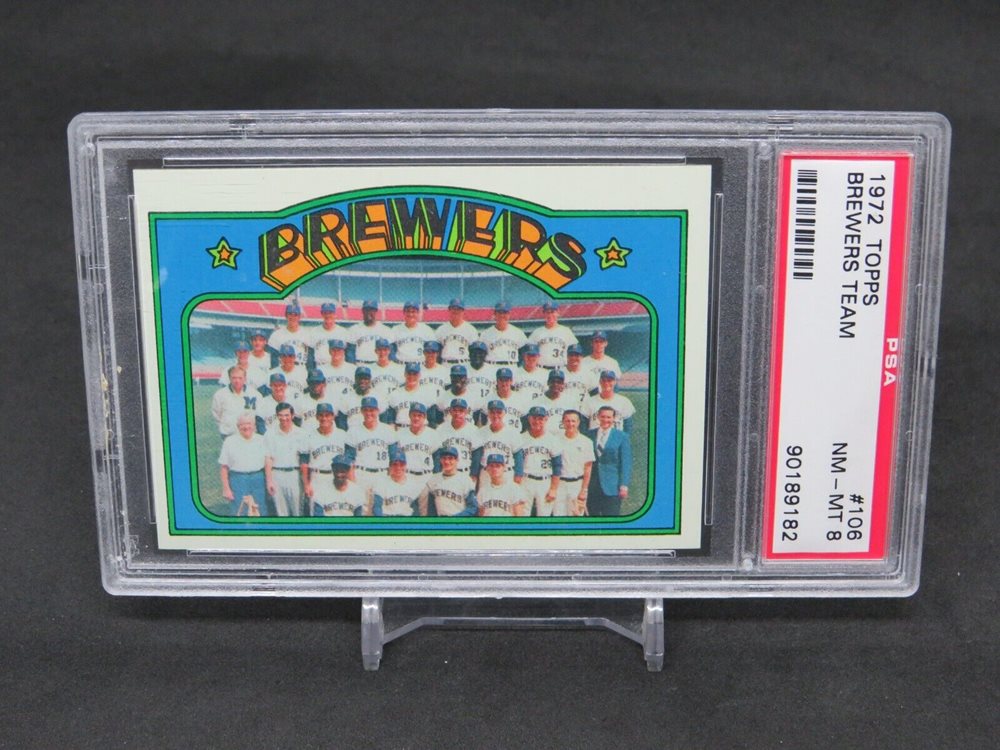 BREWERS
1972 TOPPS
BREWERS TEAM
PSA
#106
NM-MT 8
90189182